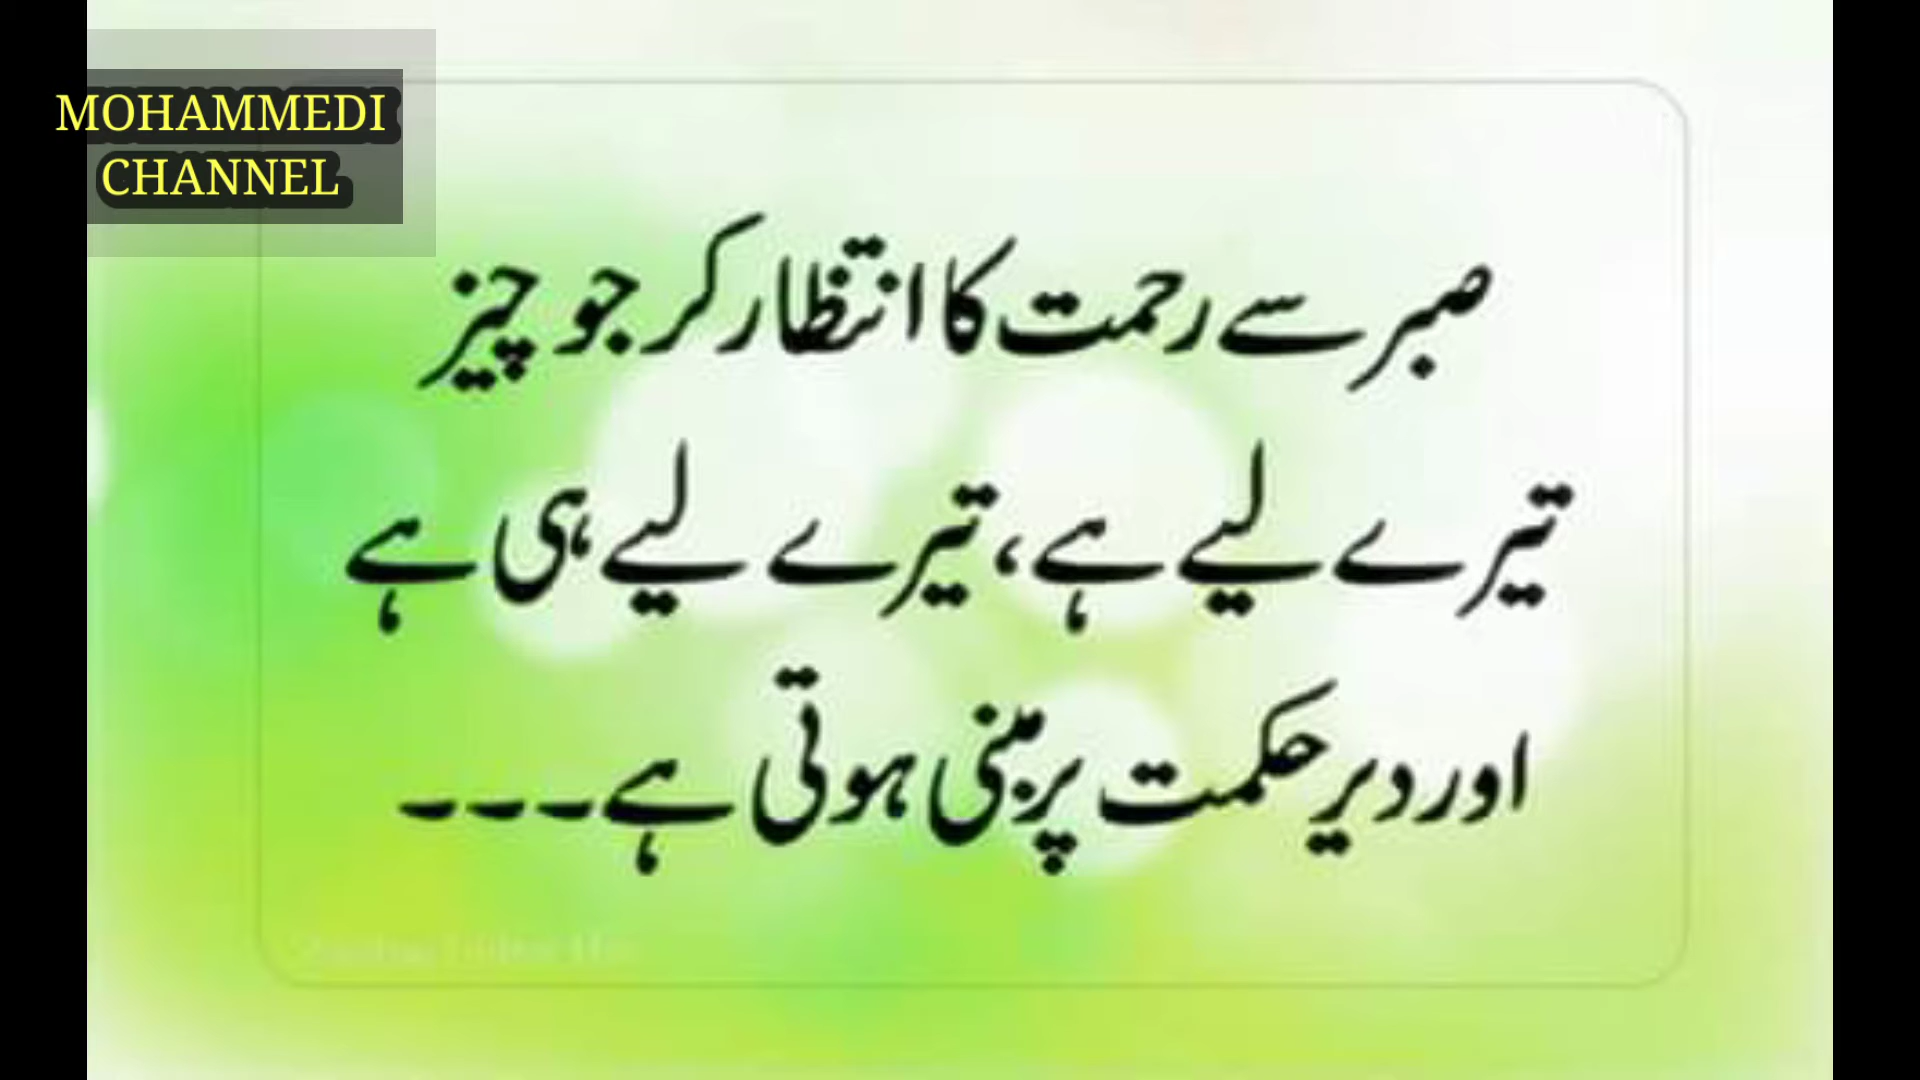 MOHAMMEDI
CHANNEL
صبر سے رحمت کا انتظار کر جو چیز
تیرے لیے ہے، تیرے لیے ہی ہے
اور دیر حکمت پر مبنی ہوتی ہے۔۔۔